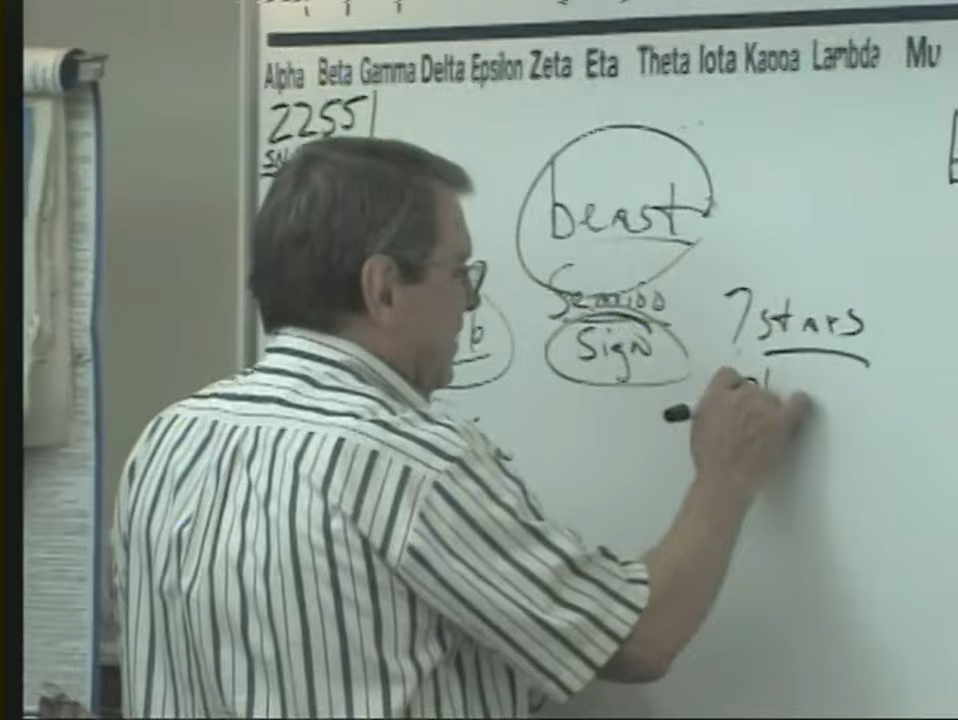 Alpha Beta Gamma Delta Epsilon Zeta Eta Theta Iota Kappa Lambda Mu
2255
beast
Sign
7 stars